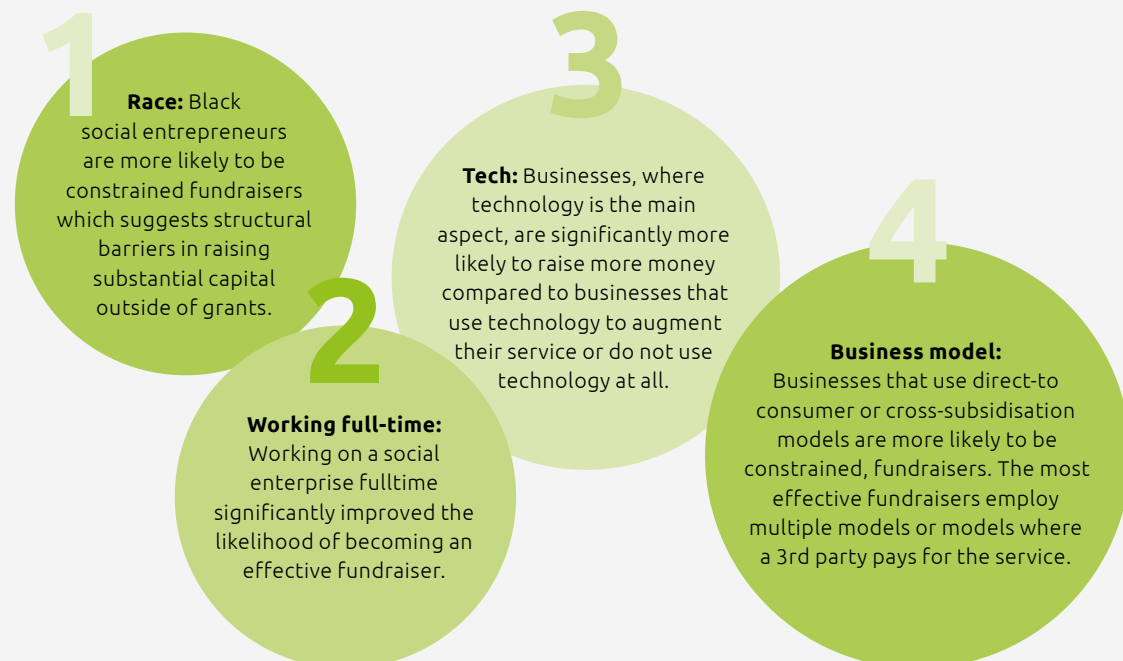 1
Race: Black
social entrepreneurs
are more likely to be
constrained fundraisers
which suggests structural
barriers in raising
substantial capital
outside of grants.
2
Working full-time:
Working on a social
enterprise fulltime
significantly improved the
likelihood of becoming an
effective fundraiser.
3
Tech: Businesses, where
technology is the main
aspect, are significantly more
likely to raise more money
compared to businesses that
use technology to augment
their service or do not use
technology at all.
4
Business model:
Businesses that use direct-to
consumer or cross-subsidisation
models are more likely to be
constrained, fundraisers. The most
effective fundraisers employ
multiple models or models where
a 3rd party pays for the service.